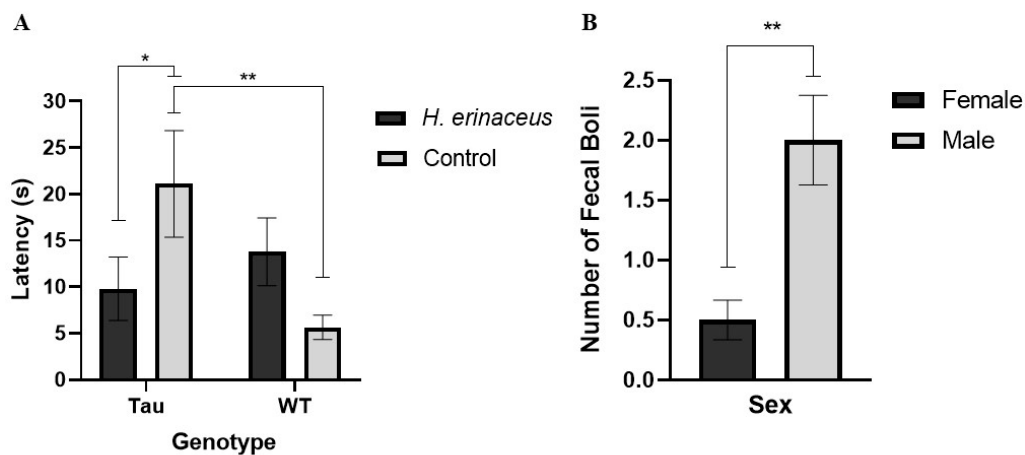 A
*
**
30
25
20
15
10
5
0
Latency (s)
Tau
WT
Genotype
H. erinaceus
Control
B
**
2.5
2.0
1.5
1.0
0.5
0.0
Number of Fecal Boli
Sex
Female
Male